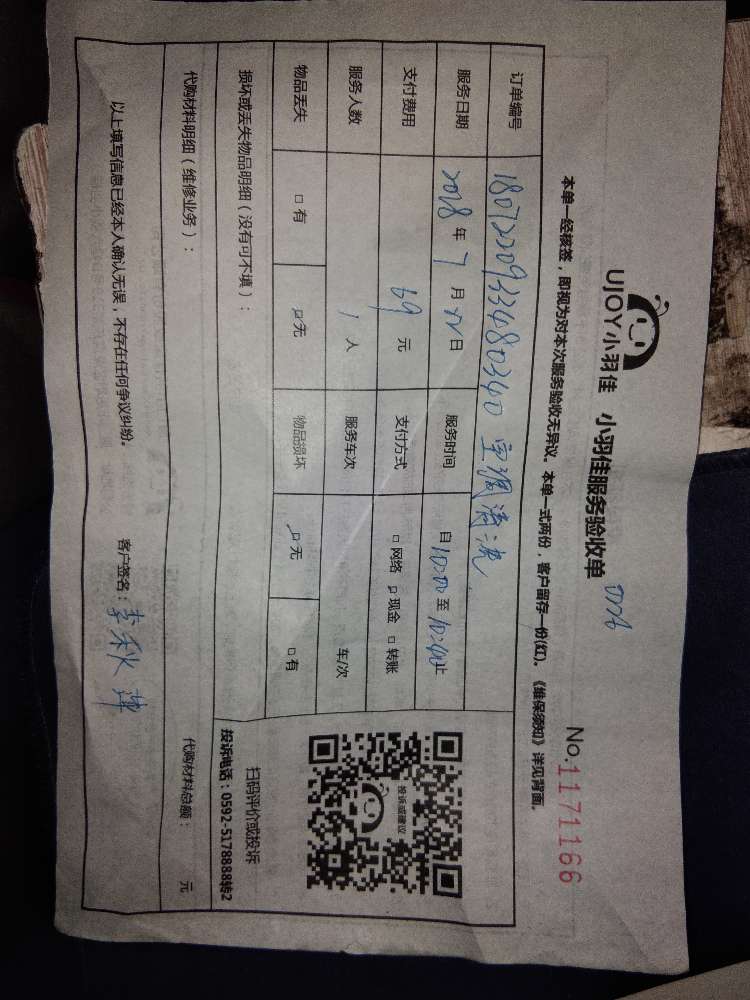 UJOY小羽佳 小羽佳服务验收单
No.1171166
本单一经核签，即视为对本次服务验收无异议。本单一式两份，客户留存一份(红)。《维保须知》详见背面。
订单编号 空调清洗
服务日期 2018年7月22日 服务时间 自10:00至10:40止
支付费用 69元 支付方式 □网络 □现金 □转账
服务人数 1人 服务车次 车/次
物品丢失 □有 □无 物品损坏 □无 □有
损坏或丢失物品明细（没有可不填）：
投诉或建议
扫码评价或投诉
投诉电话：0592-5178888转2
代购材料明细（维修业务）： 代购材料总额： 元
以上填写信息已经本人确认无误，不存在任何争议纠纷。 客户签名：李秋